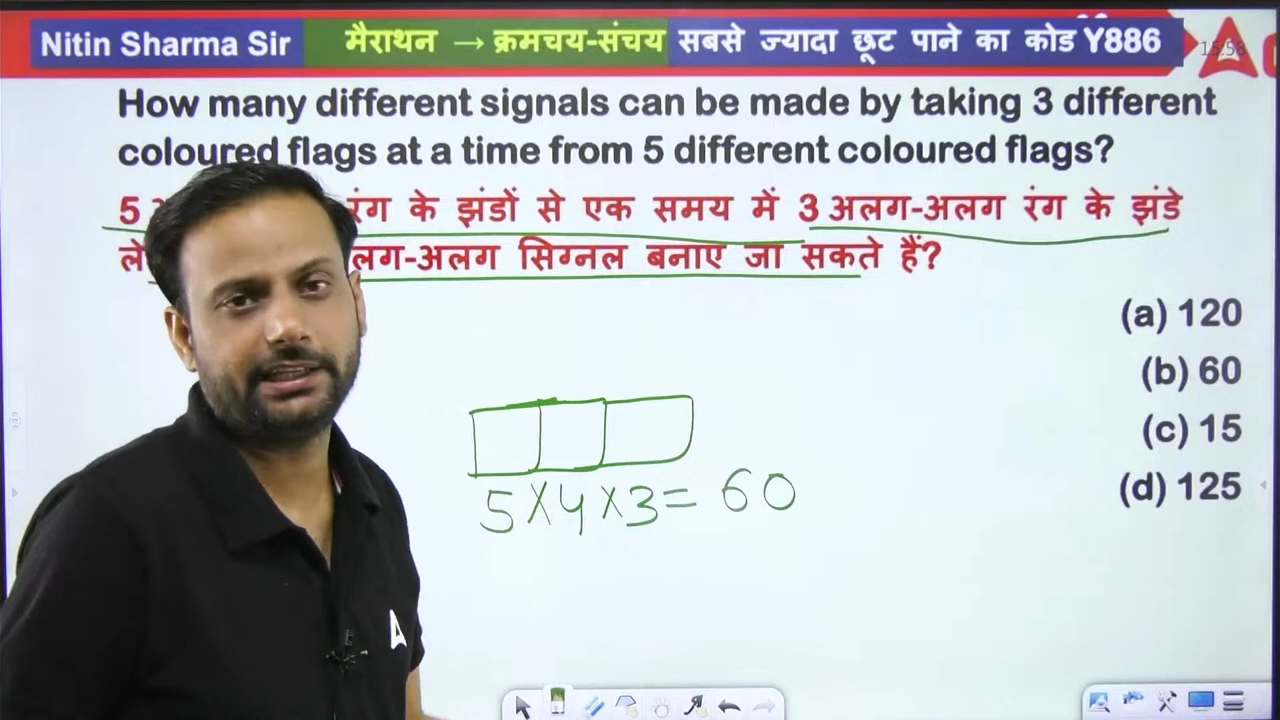 Nitin Sharma Sir मैराथन → क्रमचय-संचय सबसे ज्यादा छूट पाने का कोड Y886 15:58
How many different signals can be made by taking 3 different
coloured flags at a time from 5 different coloured flags?
5 रंग के झंडों से एक समय में 3 अलग-अलग रंग के झंडे
सिग्नल बनाए जा सकते हैं?
(a) 120
(b) 60
(c) 15
(d) 125
5X4X3= 60